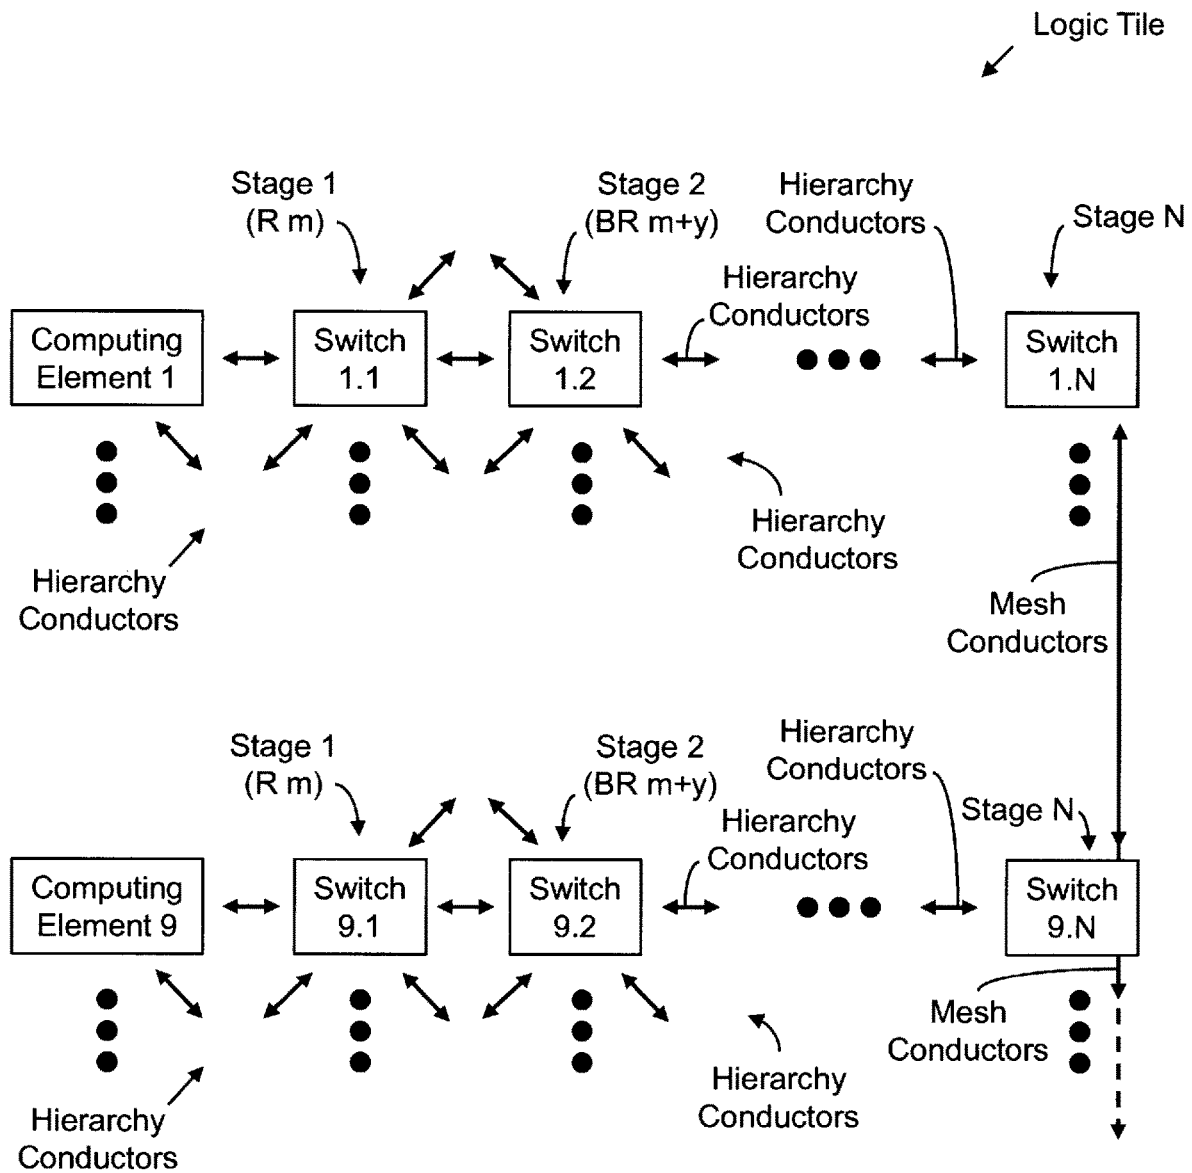 Logic Tile
Stage 1
(R m)
Stage 2
(BR m+y)
Hierarchy
Conductors
Stage N
Hierarchy
Conductors
Computing
Element 1
Switch
1.1
Switch
1.2
Switch
1.N
Hierarchy
Conductors
Hierarchy
Conductors
Mesh
Conductors
Stage 1
(R m)
Stage 2
(BR m+y)
Hierarchy
Conductors
Hierarchy
Conductors
Stage N
Computing
Element 9
Switch
9.1
Switch
9.2
Switch
9.N
Mesh
Conductors
Hierarchy
Conductors
Hierarchy
Conductors